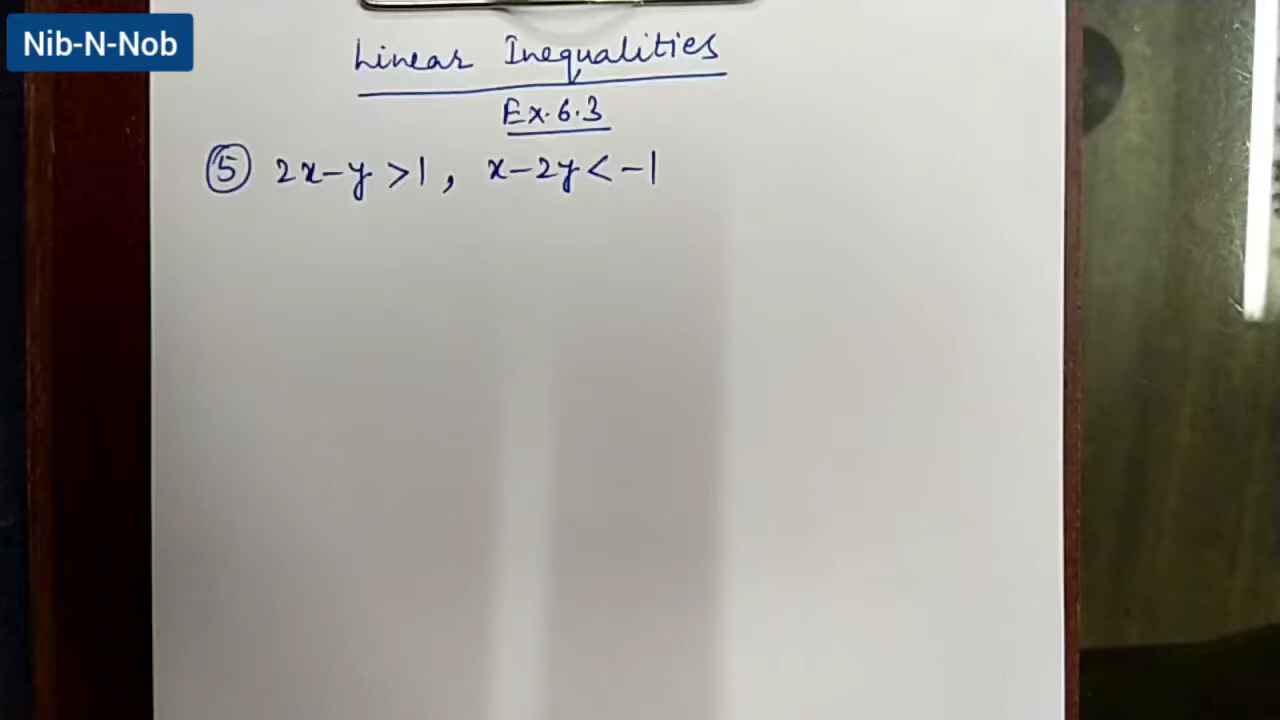 Nib-N-Nob
Linear Inequalities
Ex. 6.3
⑤ 2x-y >1, x-2y < -1